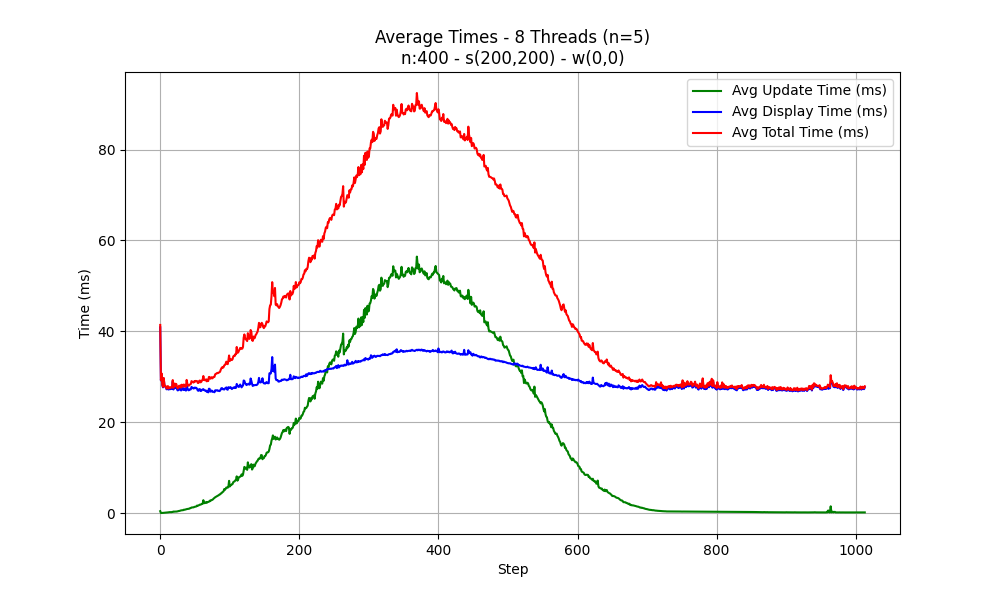 Average Times - 8 Threads (n=5)
n:400 - s(200,200) - w(0,0)
Avg Update Time (ms)
Avg Display Time (ms)
Avg Total Time (ms)
Time (ms)
80
60
40
20
0
0 200 400 600 800 1000
Step